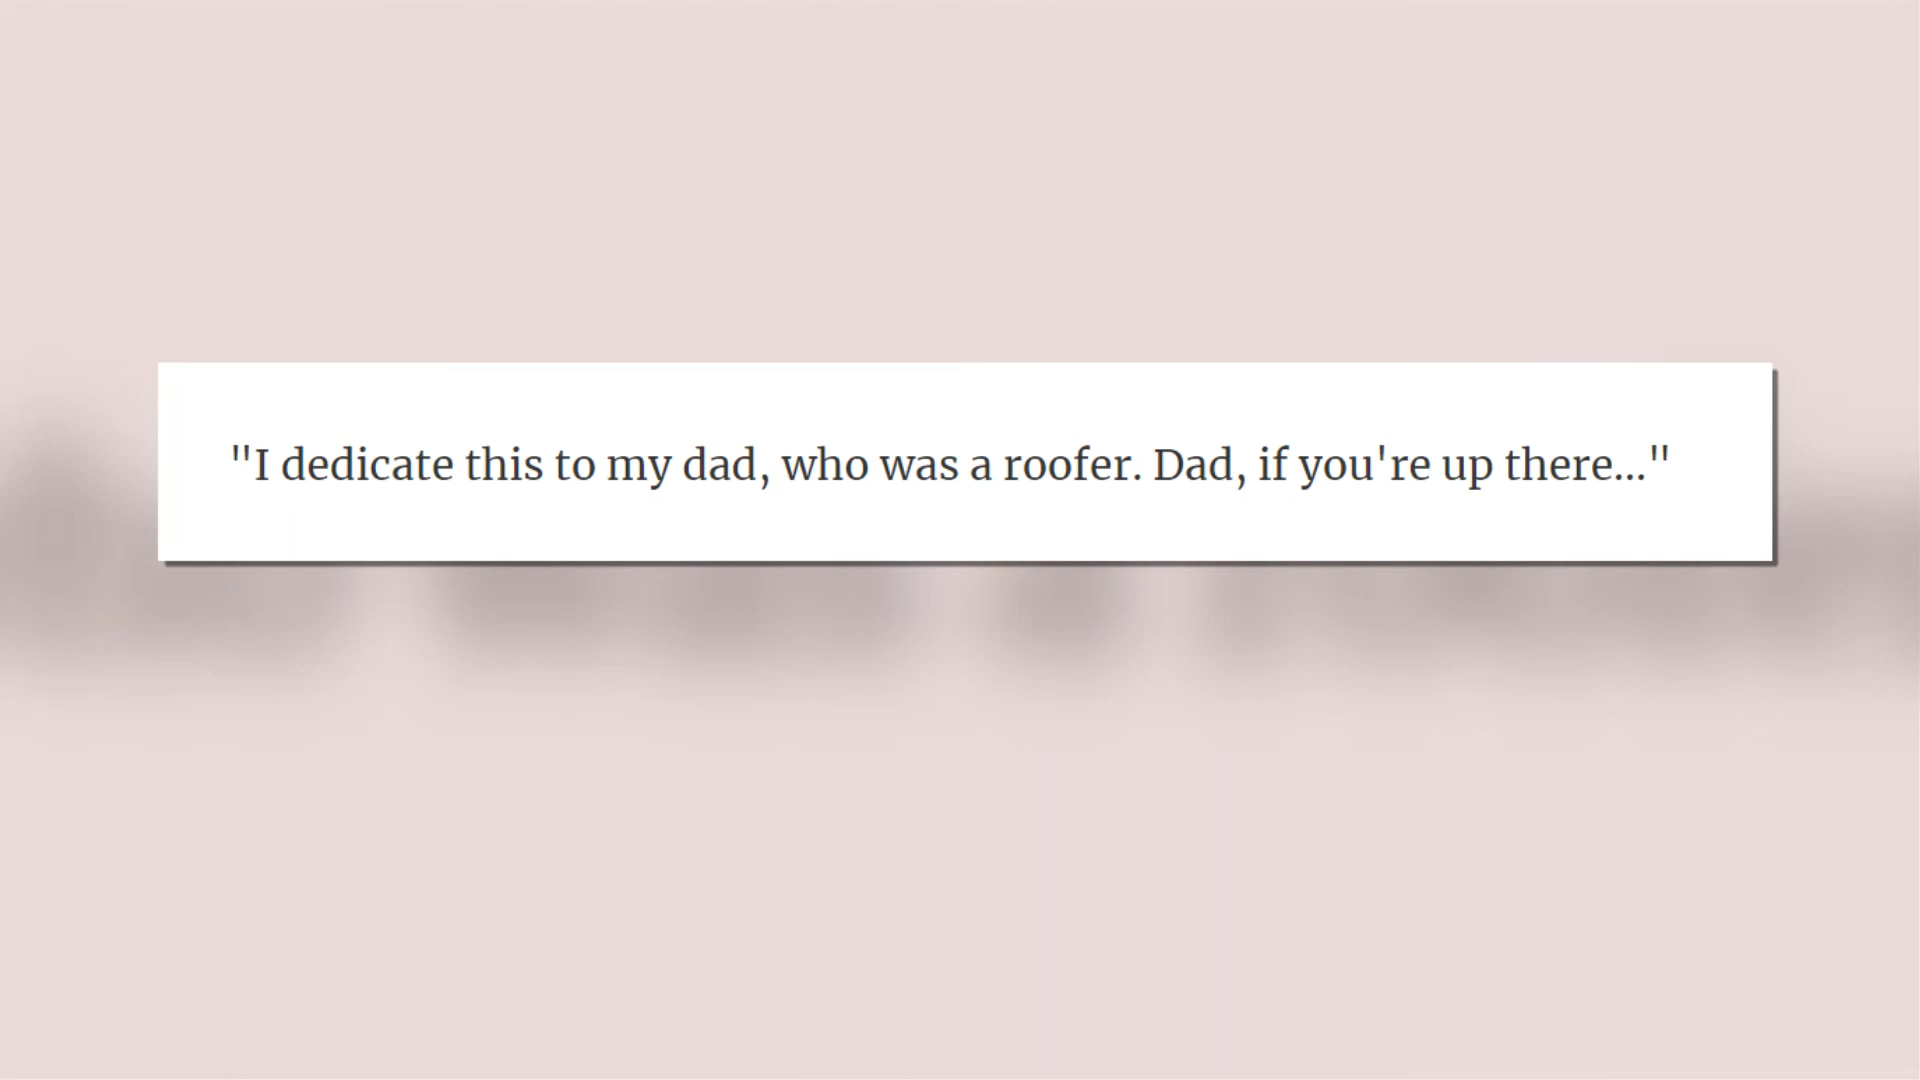 "I dedicate this to my dad, who was a roofer. Dad, if you're up there..."